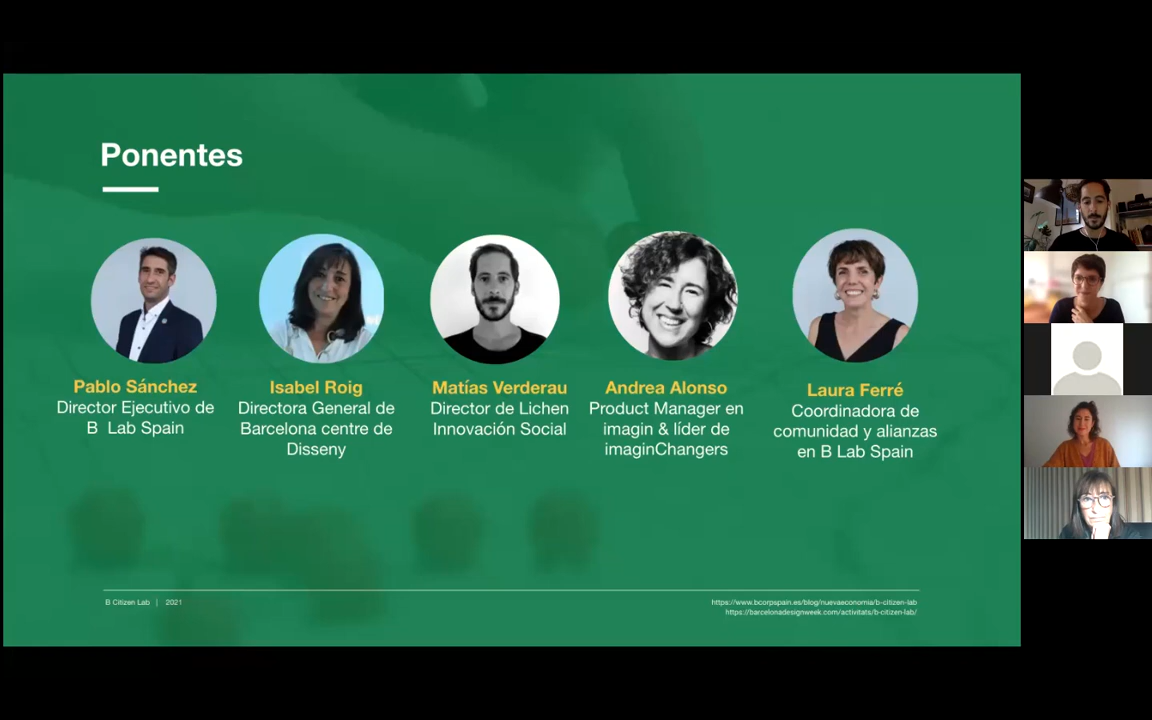 Ponentes
Pablo Sánchez
Director Ejecutivo de
B Lab Spain
Isabel Roig
Directora General de
Barcelona centre de
Disseny
Matías Verderau
Director de Lichen
Innovación Social
Andrea Alonso
Product Manager en
imagin & líder de
imaginChangers
Laura Ferré
Coordinadora de
comunidad y alianzas
en B Lab Spain
B Citizen Lab | 2021
https://www.bcorpspain.es/blog/nuevaeconomia/b-citizen-lab
https://barcelonadesignweek.com/activitats/b-citizen-lab/